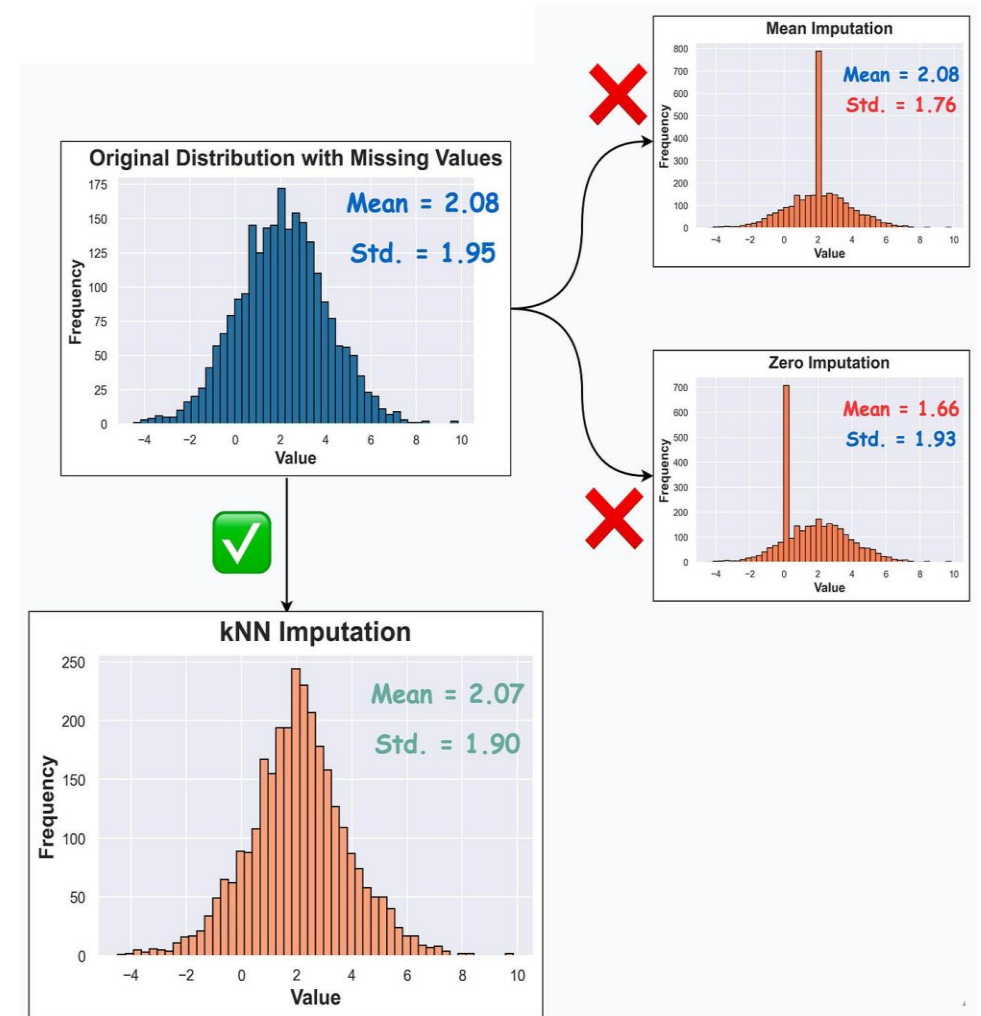 Mean Imputation
800
700
600
500
400
300
200
100
0
Frequency
Mean = 2.08
Std. = 1.76
−4 −2 0 2 4 6 8 10
Value
Original Distribution with Missing Values
175
150
125
100
75
50
25
0
Frequency
Mean = 2.08
Std. = 1.95
−4 −2 0 2 4 6 8 10
Value
Zero Imputation
700
600
500
400
300
200
100
0
Frequency
Mean = 1.66
Std. = 1.93
−4 −2 0 2 4 6 8 10
Value
kNN Imputation
250
200
150
100
50
0
Frequency
Mean = 2.07
Std. = 1.90
−4 −2 0 2 4 6 8 10
Value